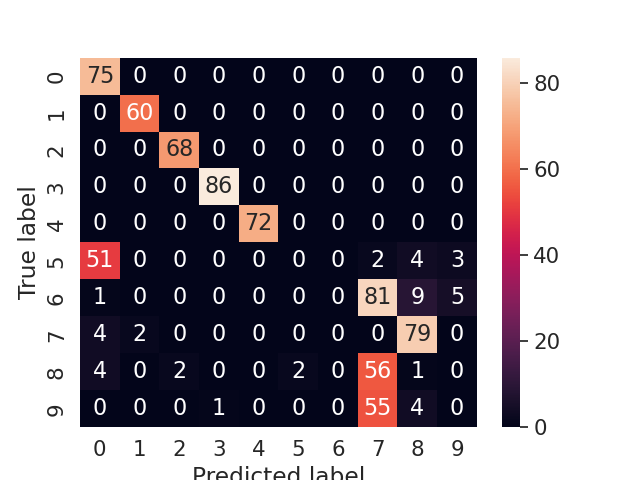 0 75 0 0 0 0 0 0 0 0 0
1 0 60 0 0 0 0 0 0 0 0
2 0 0 68 0 0 0 0 0 0 0
3 0 0 0 86 0 0 0 0 0 0
4 0 0 0 0 72 0 0 0 0 0
5 51 0 0 0 0 0 0 2 4 3
6 1 0 0 0 0 0 0 81 9 5
7 4 2 0 0 0 0 0 0 79 0
8 4 0 2 0 0 2 0 56 1 0
9 0 0 0 1 0 0 0 55 4 0
0 1 2 3 4 5 6 7 8 9
True label
Predicted label
80
60
40
20
0